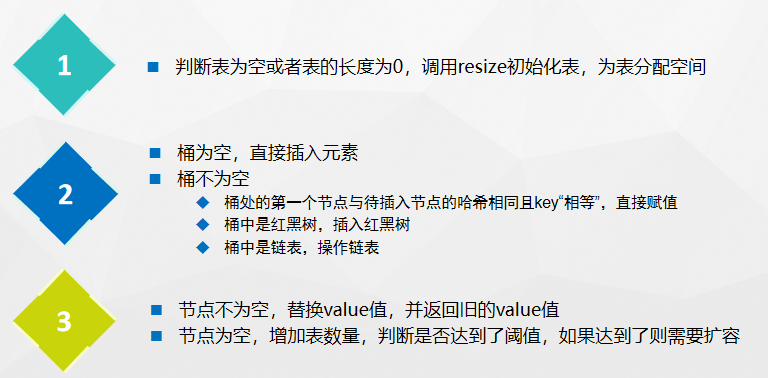 1
判断表为空或者表的长度为0，调用resize初始化表，为表分配空间
2
桶为空，直接插入元素
桶不为空
桶处的第一个节点与待插入节点的哈希相同且key“相等”，直接赋值
桶中是红黑树，插入红黑树
桶中是链表，操作链表
3
节点不为空，替换value值，并返回旧的value值
节点为空，增加表数量，判断是否达到了阈值，如果达到了则需要扩容